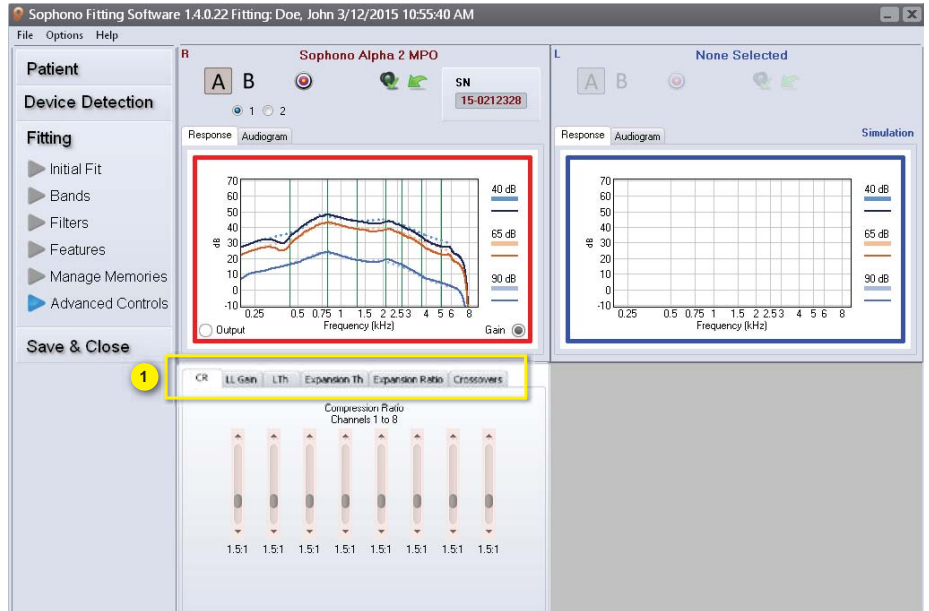 Sophono Fitting Software 1.4.0.22 Fitting: Doe, John 3/12/2015 10:55:40 AM
File Options Help
Patient
Device Detection
Fitting
Initial Fit
Bands
Filters
Features
Manage Memories
Advanced Controls
Save & Close
R Sophono Alpha 2 MPO
A B
1 2
SN
15-0212328
Response Audiogram
70
60
50
40
30
20
10
0
-10
dB
0.25 0.5 0.75 1 1.5 2 2.5 3 4 5 6 8
Frequency (kHz)
Output Gain
40 dB
65 dB
90 dB
L None Selected
A B
Response Audiogram Simulation
70
60
50
40
30
20
10
0
-10
dB
0.25 0.5 0.75 1 1.5 2 2.5 3 4 5 6 8
Frequency (kHz)
40 dB
65 dB
90 dB
1
CR LL Gain LTh Expansion Th Expansion Ratio Crossovers
Compression Ratio
Channels 1 to 8
1.5:1 1.5:1 1.5:1 1.5:1 1.5:1 1.5:1 1.5:1 1.5:1